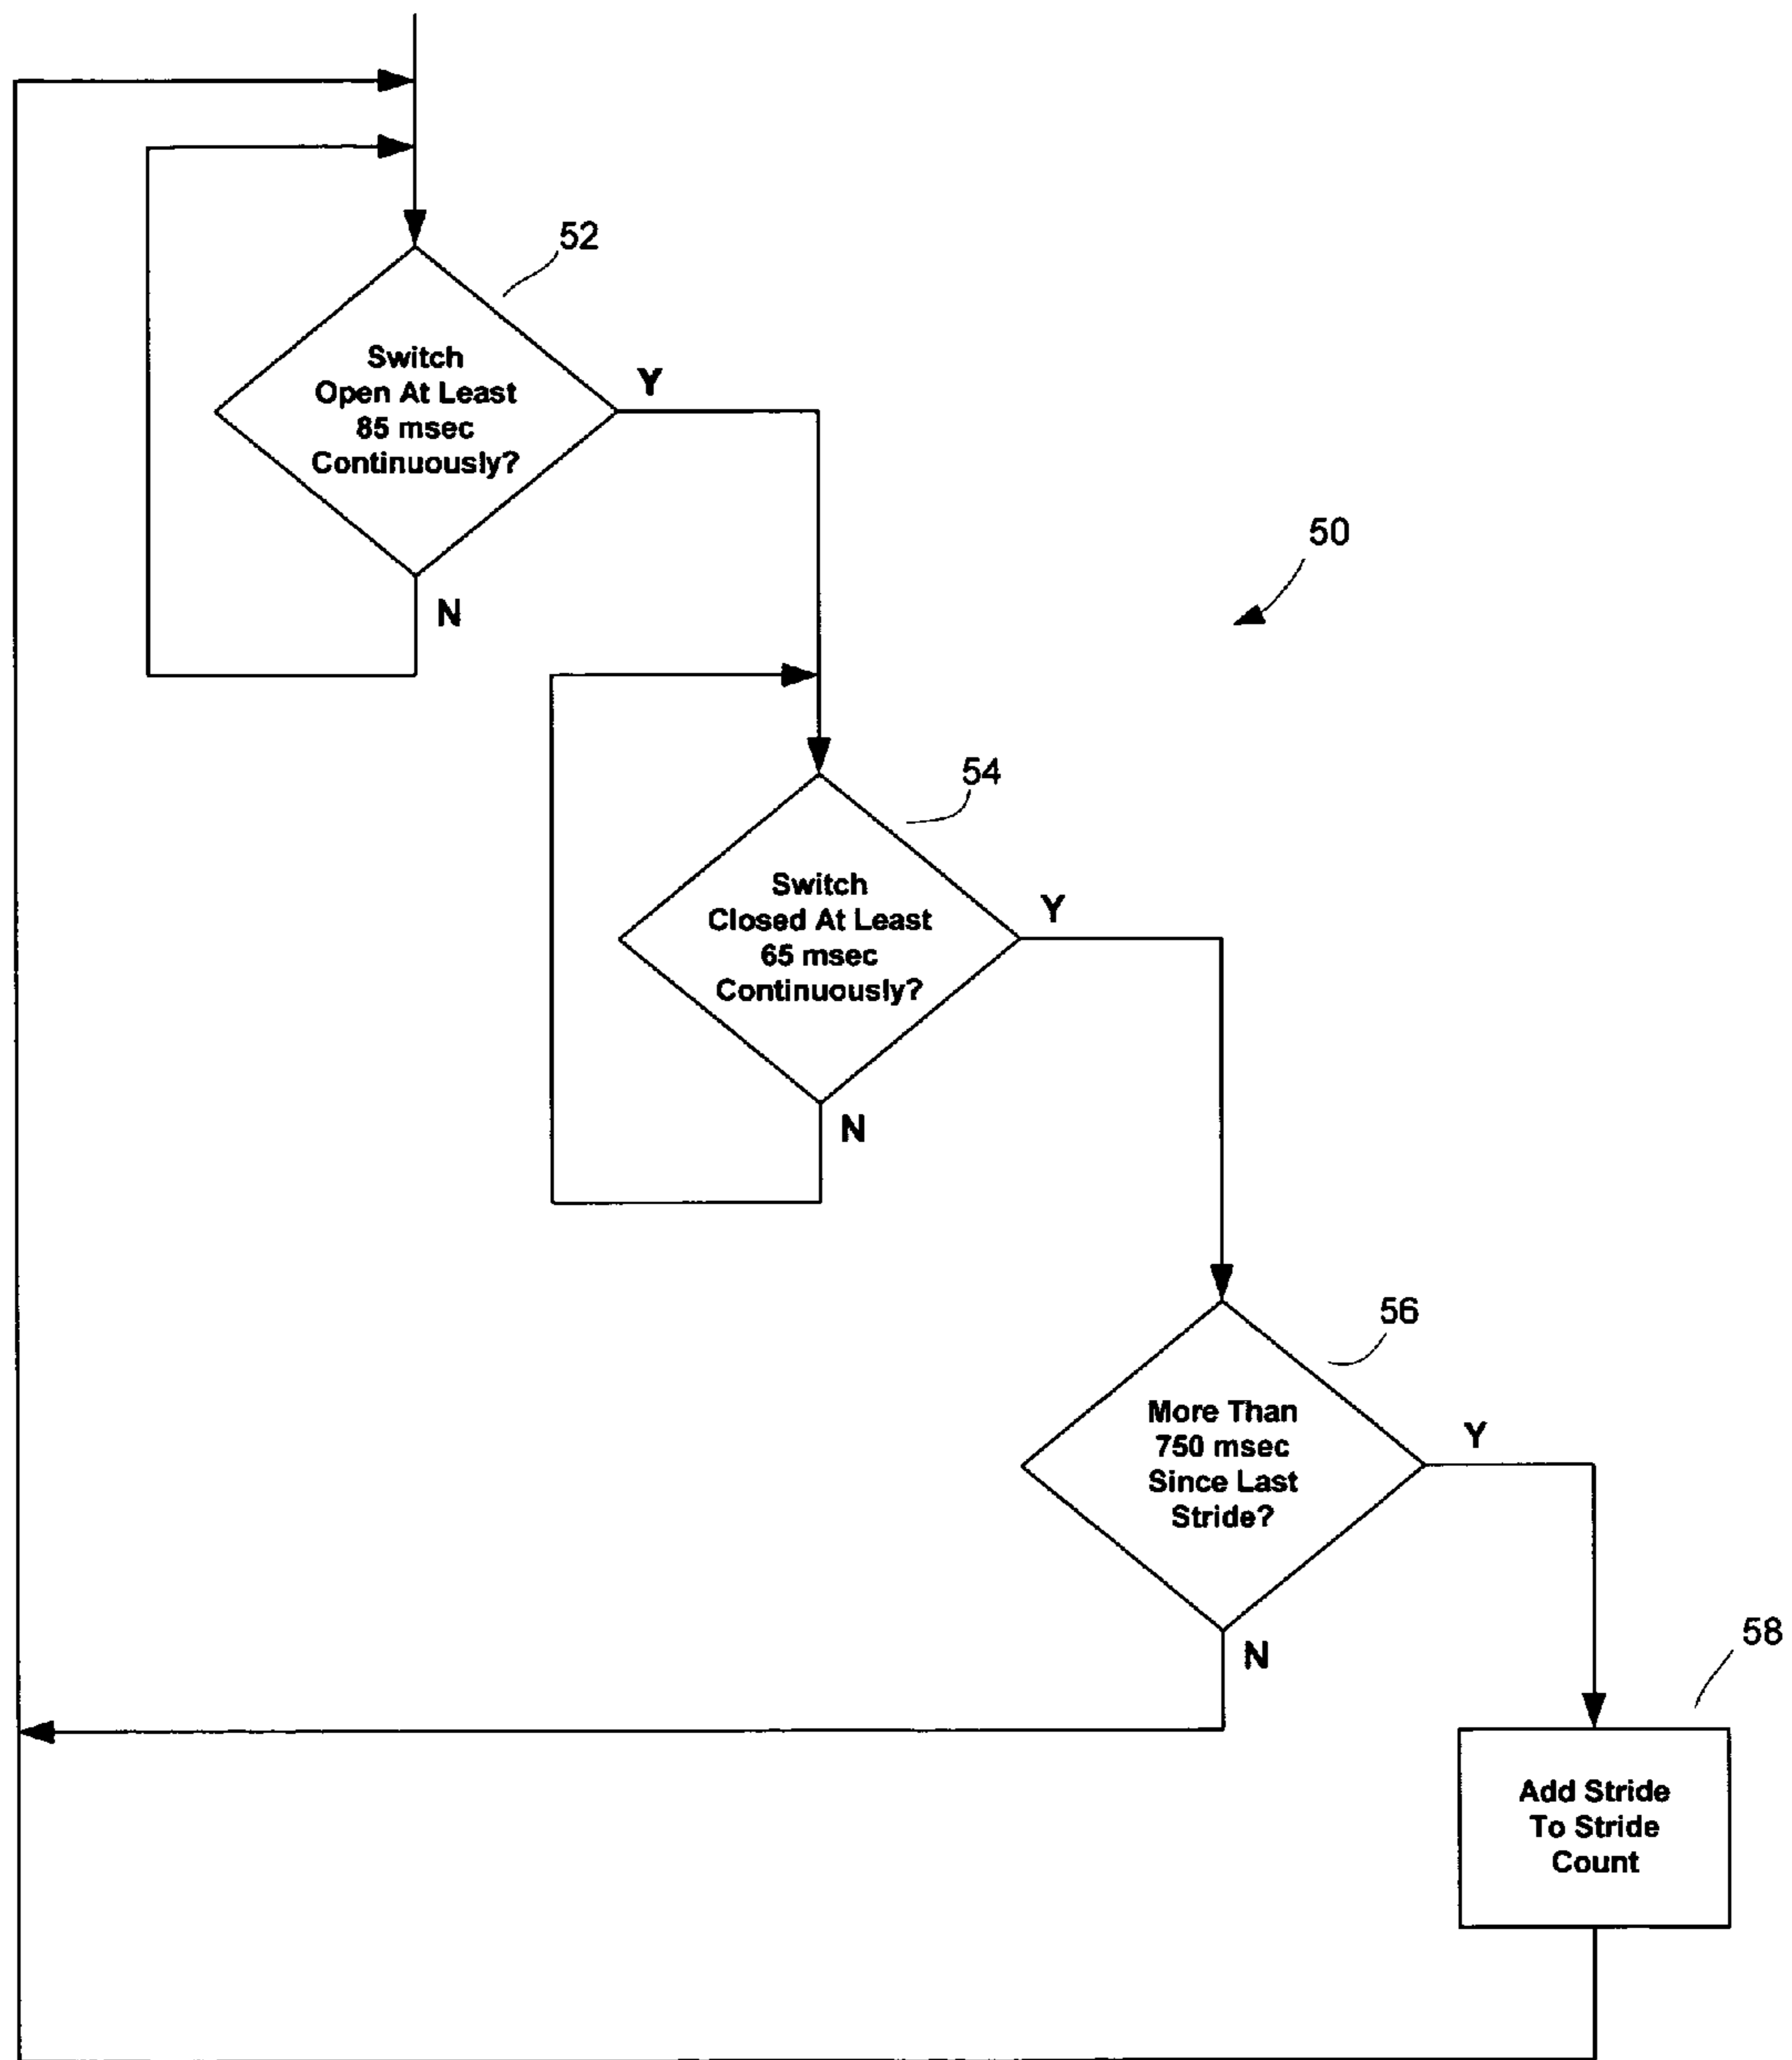 52
Switch
Open At Least
85 msec
Continuously?
Y
N
50
54
Switch
Closed At Least
65 msec
Continuously?
Y
N
56
More Than
750 msec
Since Last
Stride?
Y
N
58
Add Stride
To Stride
Count